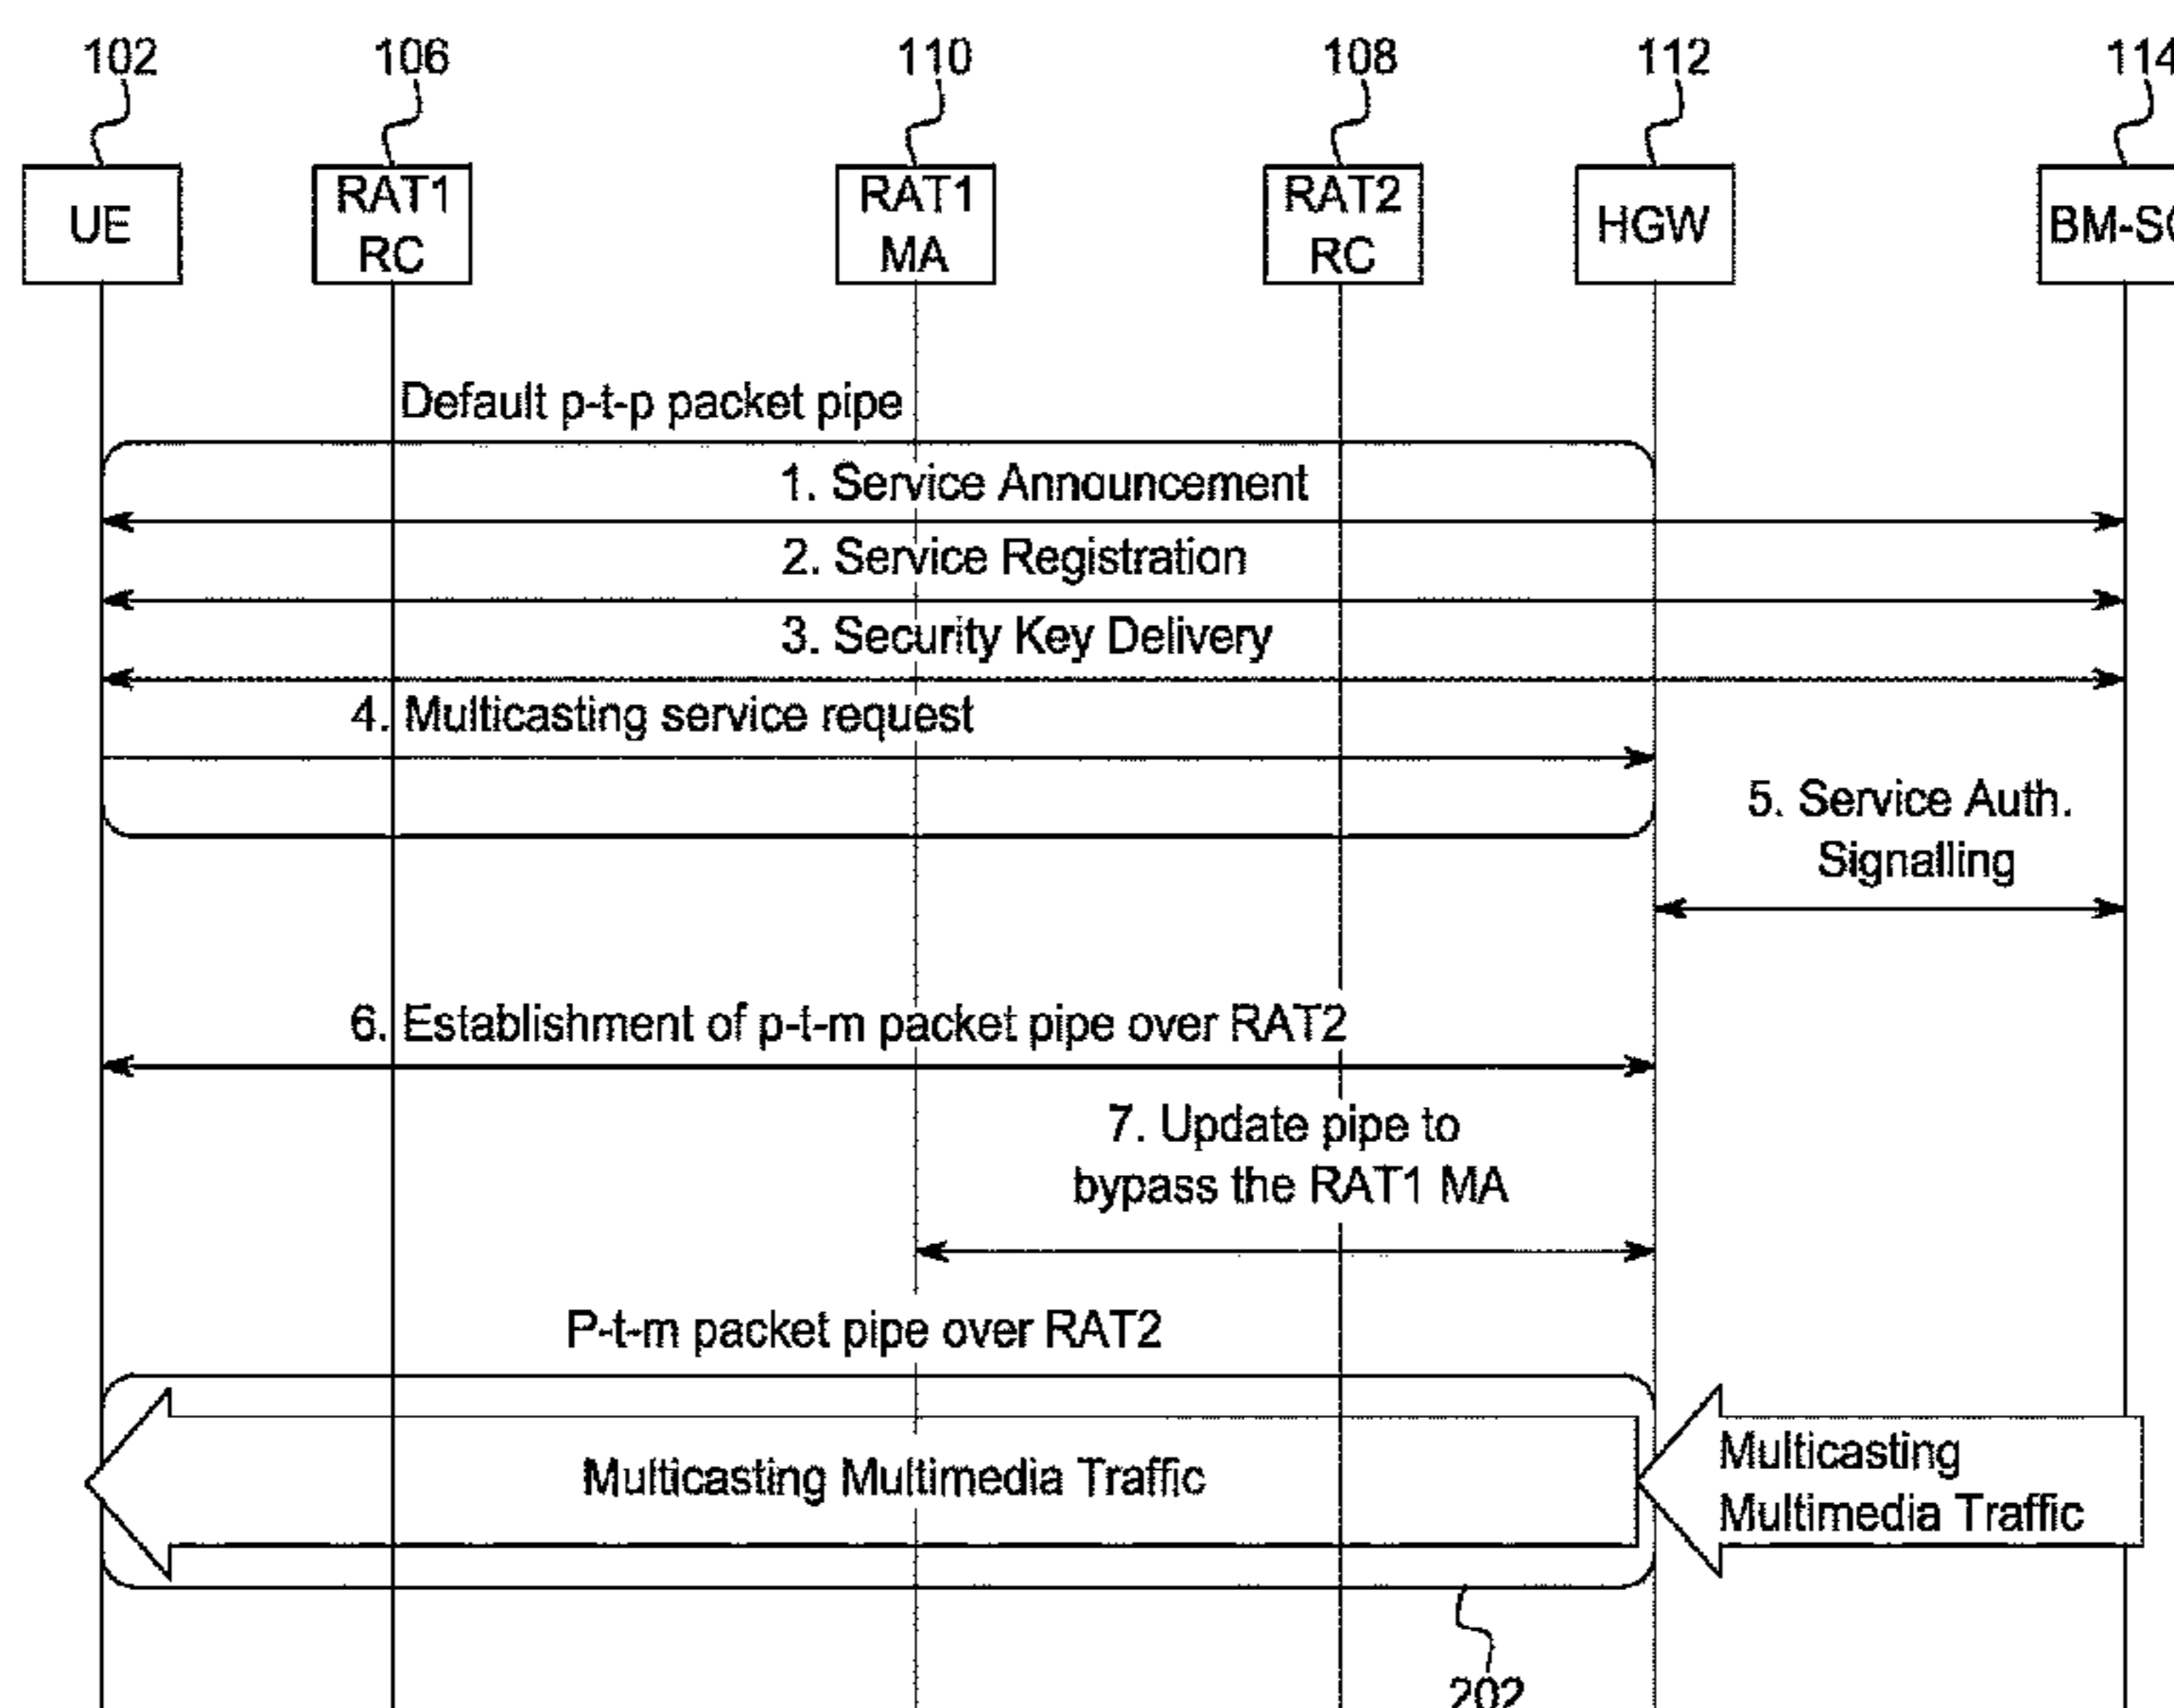 102
106
110
108
112
114
UE
RAT1
RC
RAT1
MA
RAT2
RC
HGW
Default p-t-p packet pipe
1. Service Announcement
2. Service Registration
3. Security Key Delivery
4. Multicasting service request
5. Service Auth.
Signalling
6. Establishment of p-t-m packet pipe over RAT2
7. Update pipe to
bypass the RAT1 MA
P-t-m packet pipe over RAT2
Multicasting Multimedia Traffic
Multicasting
Multimedia Traffic
202